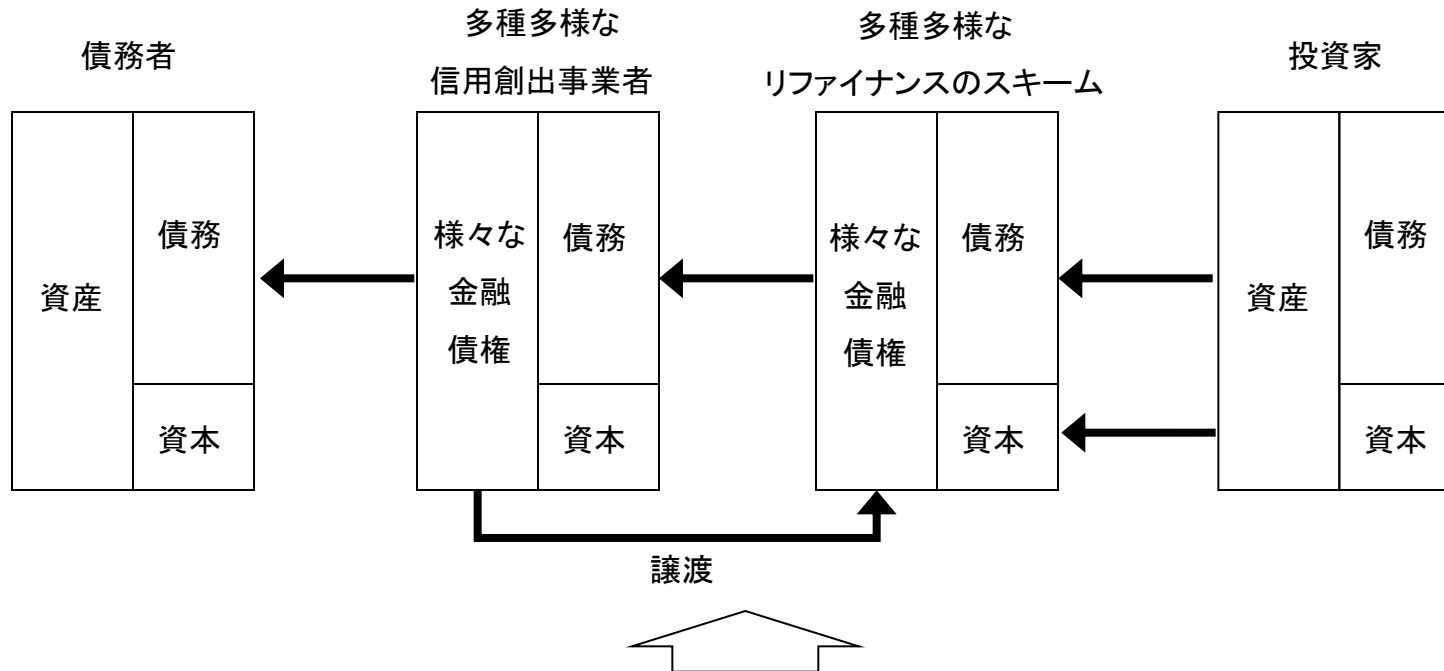 債務者
多種多様な
信用創出事業者
多種多様な
リファイナンスのスキーム
投資家
資産
債務
資本
様々な
金融
債権
債務
資本
様々な
金融
債権
債務
資本
資産
債務
資本
譲渡